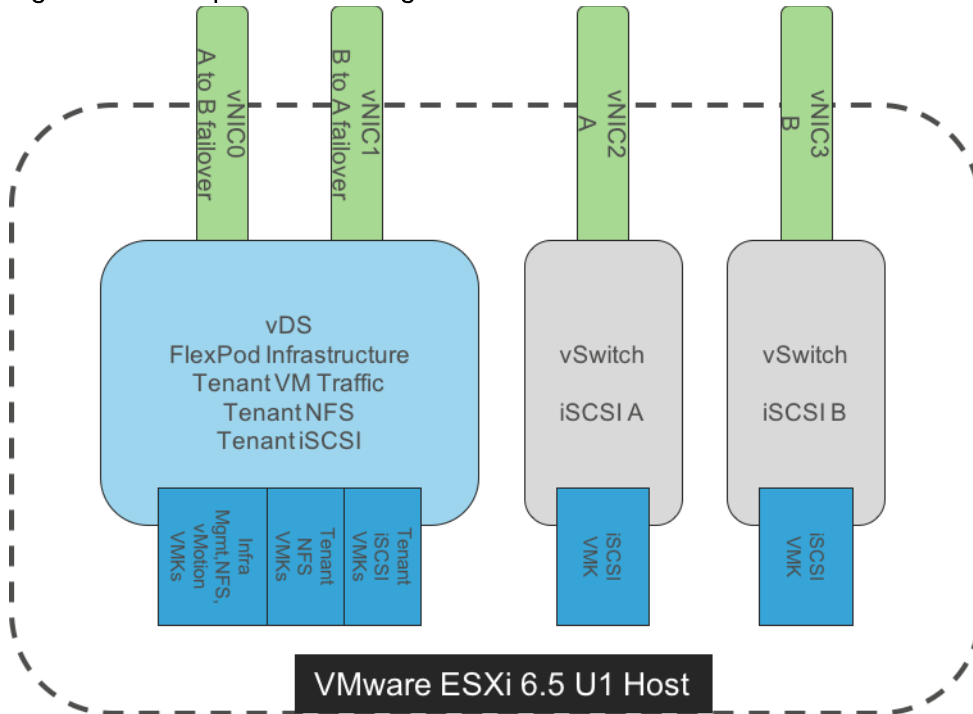 vNIC0
A to B failover
vNIC1
B to A failover
vNIC2
A
vNIC3
B
vDS
FlexPod Infrastructure
Tenant VM Traffic
Tenant NFS
Tenant iSCSI
vSwitch
iSCSI A
vSwitch
iSCSI B
Infra
Mgmt,NFS,
vMotion
VMKs
Tenant
NFS
VMKs
Tenant
iSCSI
VMKs
iSCSI
VMK
iSCSI
VMK
VMware ESXi 6.5 U1 Host